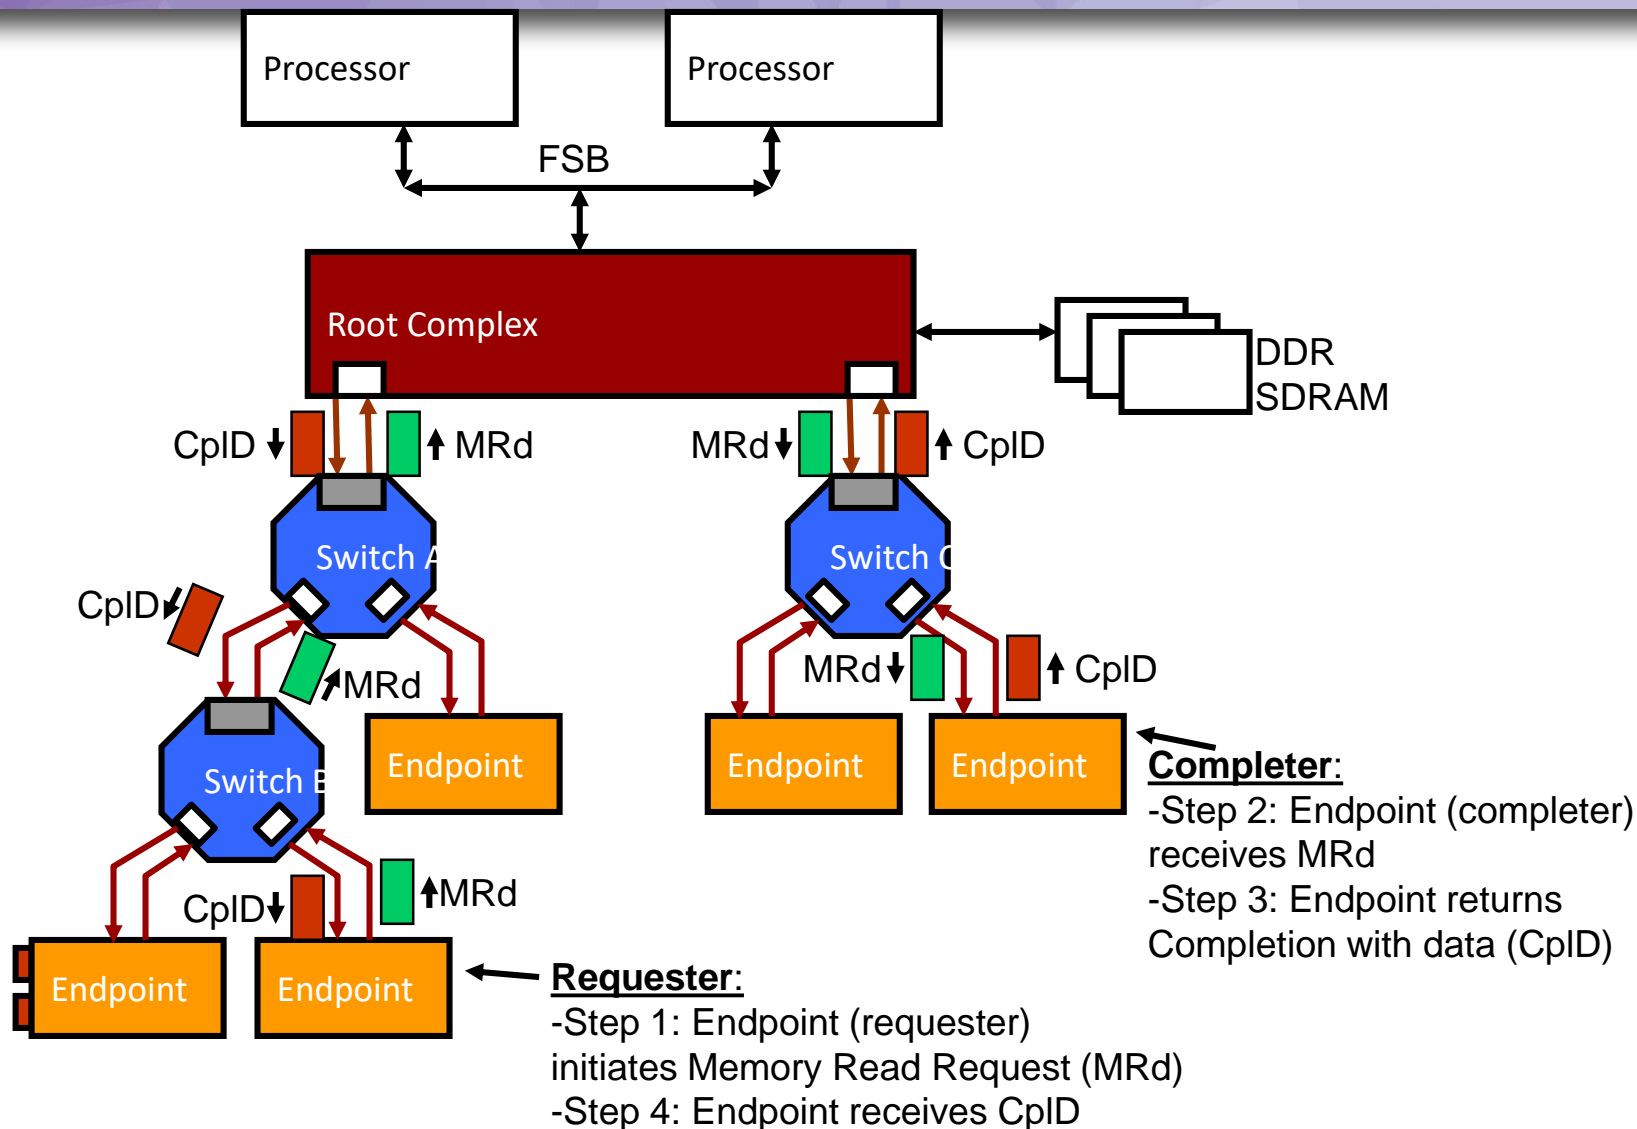 Processor
Processor
FSB
Root Complex
DDR
SDRAM
CplD
MRd
MRd
CplD
Switch A
Switch C
CplD
MRd
MRd
CplD
Endpoint
Endpoint
Endpoint
Switch B
Completer:
-Step 2: Endpoint (completer)
receives MRd
-Step 3: Endpoint returns
Completion with data (CplD)
CplD
MRd
Endpoint
Endpoint
Requester:
-Step 1: Endpoint (requester)
initiates Memory Read Request (MRd)
-Step 4: Endpoint receives CplD